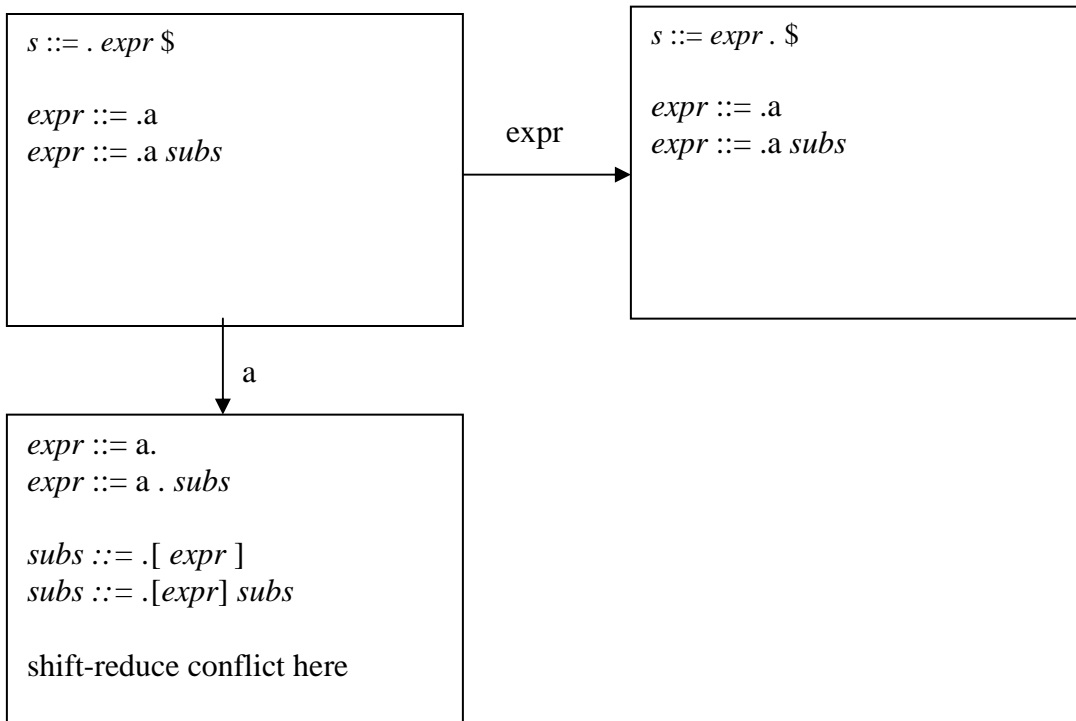 s ::= . expr $
expr ::= .a
expr ::= .a subs
expr
s ::= expr . $
expr ::= .a
expr ::= .a subs
a
expr ::= a.
expr ::= a . subs
subs ::= .[ expr ]
subs ::= .[expr] subs
shift-reduce conflict here